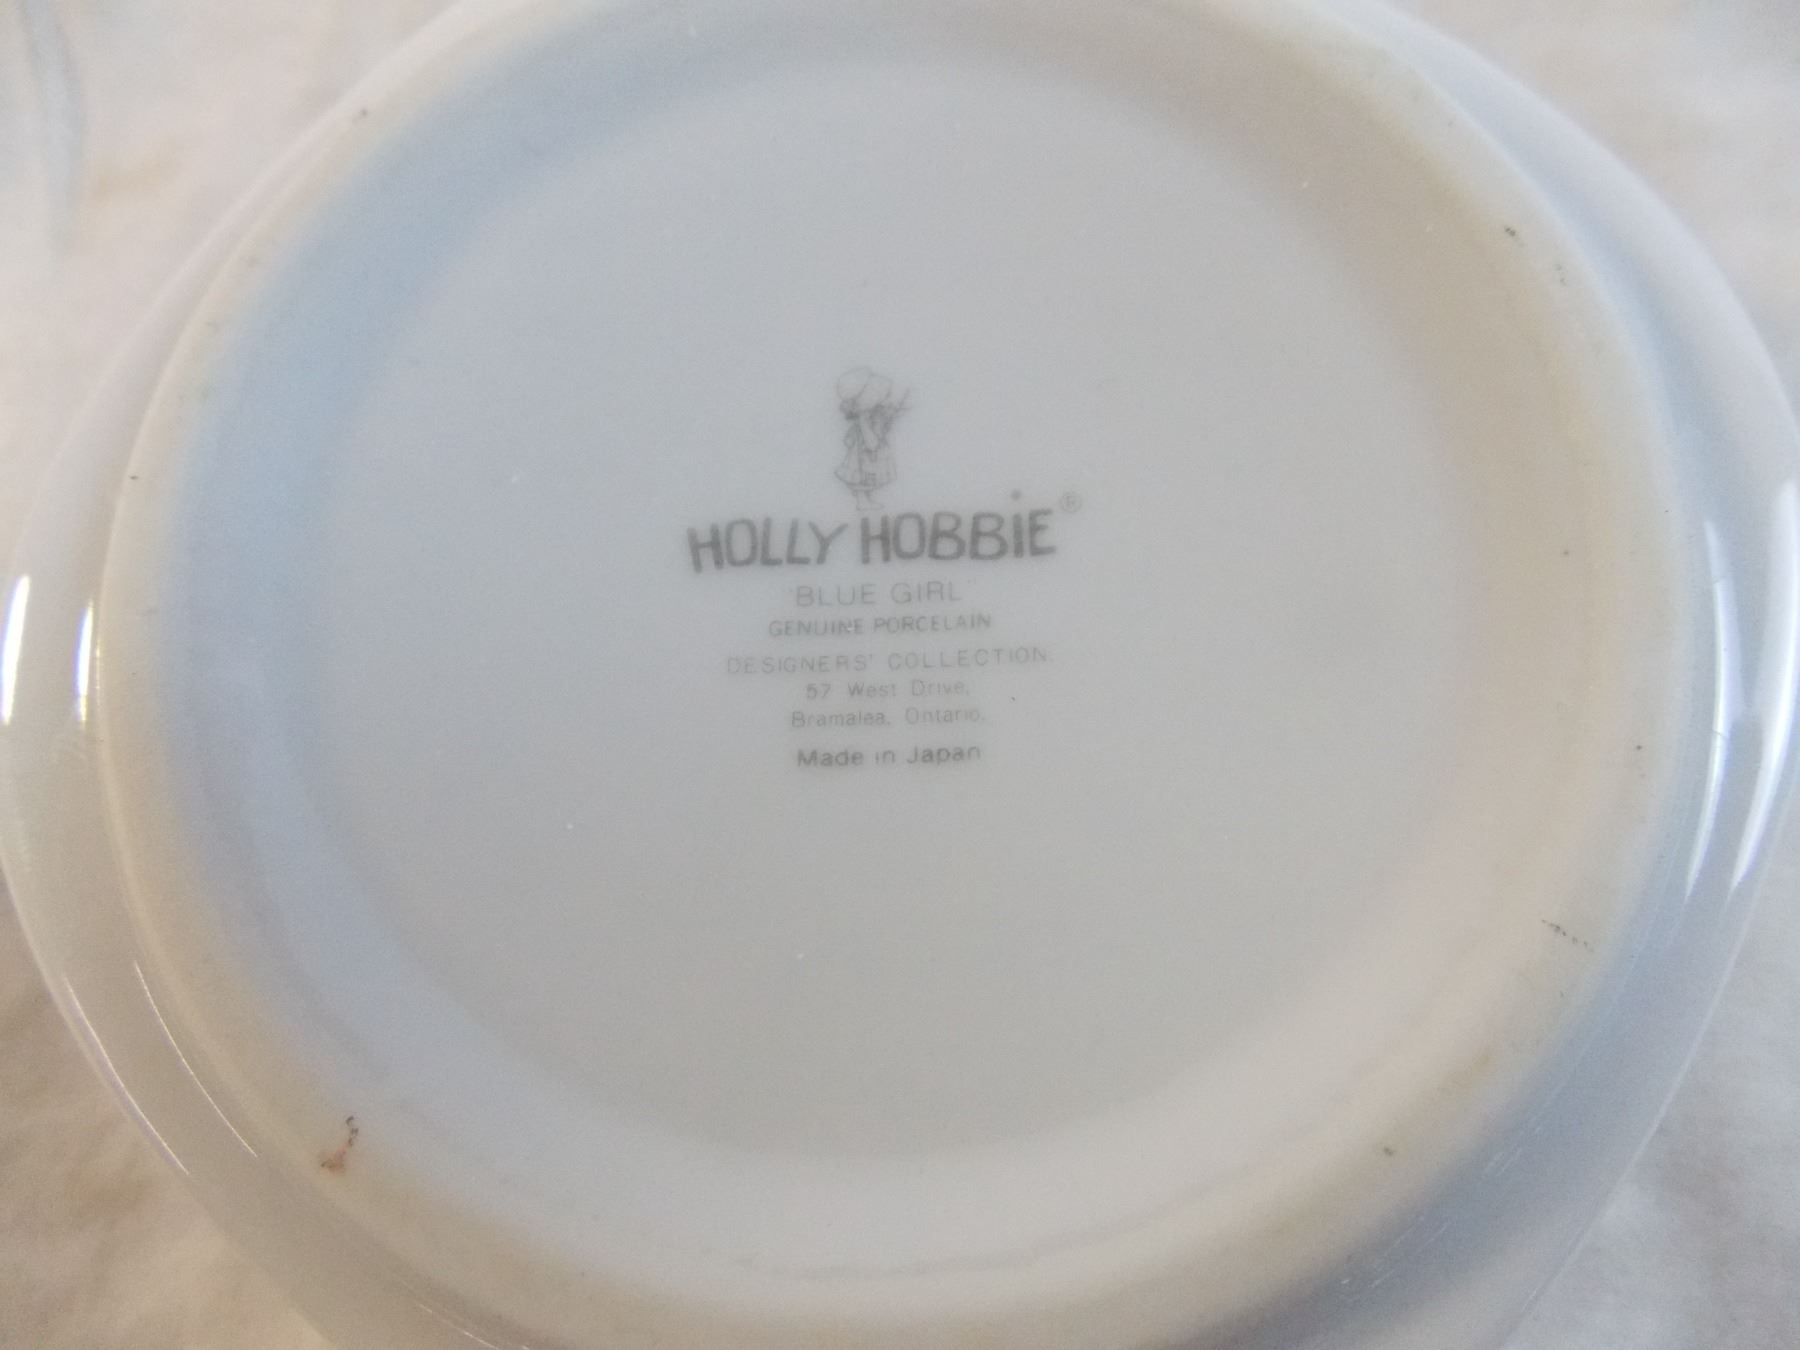 HOLLY HOBBiE®
'BLUE GIRL'
GENUINE PORCELAIN
DESIGNERS' COLLECTION.
57 West Drive,
Bramalea, Ontario.
Made in Japan